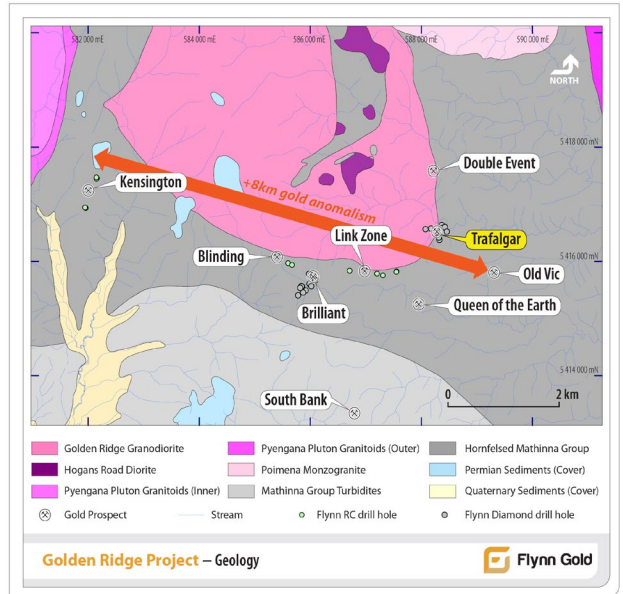 582 000 mE
584 000 mE
586 000 mE
588 000 mE
590 000 mE
NORTH
5 418 000 mN
Double Event
Kensington
+8km gold anomalism
Link Zone
Trafalgar
Blinding
5 416 000 mN
Old Vic
Brilliant
Queen of the Earth
5 414 000 mN
South Bank
0 2 km
Golden Ridge Granodiorite
Pyengana Pluton Granitoids (Outer)
Hornfelsed Mathinna Group
Hogans Road Diorite
Poimena Monzogranite
Permian Sediments (Cover)
Pyengana Pluton Granitoids (Inner)
Mathinna Group Turbidites
Quaternary Sediments (Cover)
Gold Prospect
Stream
Flynn RC drill hole
Flynn Diamond drill hole
Golden Ridge Project – Geology
Flynn Gold